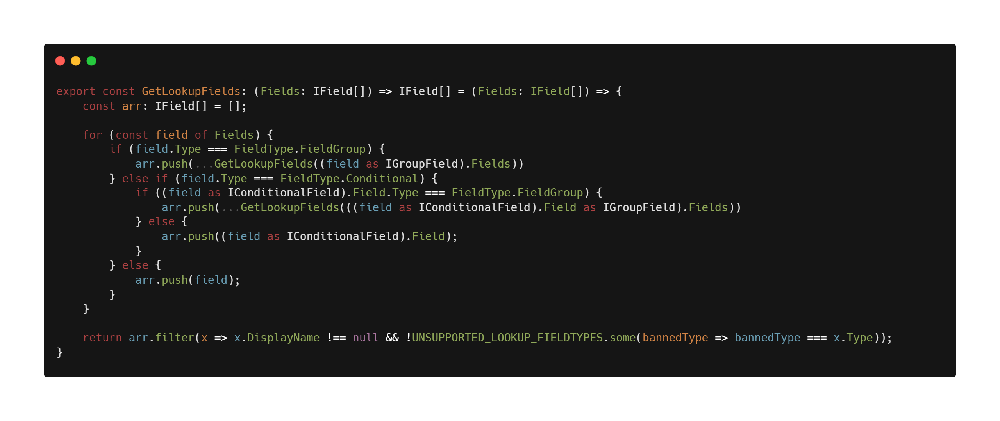 export const GetLookupFields: (Fields: IField[]) => IField[] = (Fields: IField[]) => {
    const arr: IField[] = [];

    for (const field of Fields) {
        if (field.Type === FieldType.FieldGroup) {
            arr.push(...GetLookupFields((field as IGroupField).Fields))
        } else if (field.Type === FieldType.Conditional) {
            if ((field as IConditionalField).Field.Type === FieldType.FieldGroup) {
                arr.push(...GetLookupFields(((field as IConditionalField).Field as IGroupField).Fields))
            } else {
                arr.push((field as IConditionalField).Field);
            }
        } else {
            arr.push(field);
        }
    }

    return arr.filter(x => x.DisplayName !== null && !UNSUPPORTED_LOOKUP_FIELDTYPES.some(bannedType => bannedType === x.Type));
}